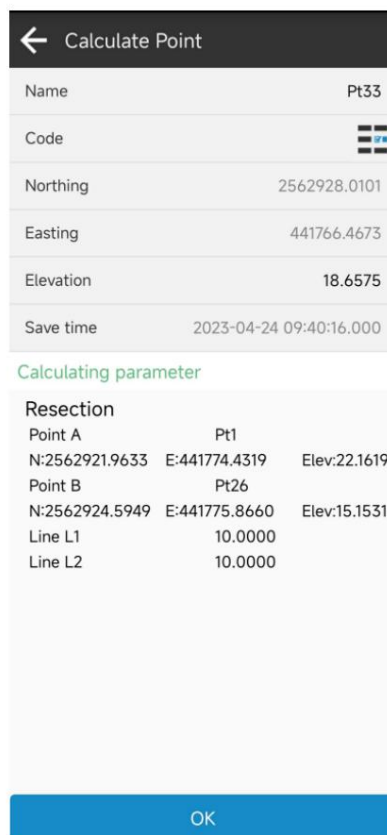 Calculate Point
Name Pt33
Code
Northing 2562928.0101
Easting 441766.4673
Elevation 18.6575
Save time 2023-04-24 09:40:16.000
Calculating parameter
Resection
Point A Pt1
N:2562921.9633 E:441774.4319 Elev:22.1619
Point B Pt26
N:2562924.5949 E:441775.8660 Elev:15.1531
Line L1 10.0000
Line L2 10.0000
OK